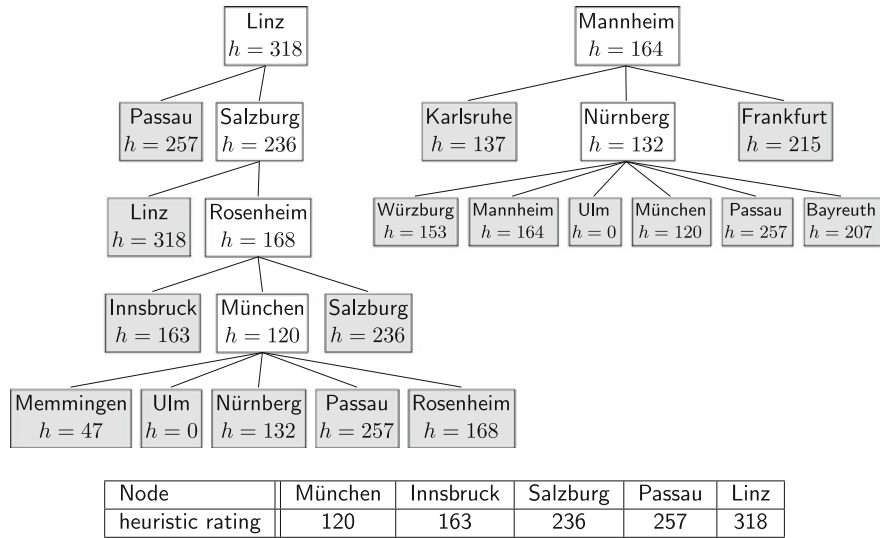 Linz
h = 318
Mannheim
h = 164
Passau
h = 257
Salzburg
h = 236
Karlsruhe
h = 137
Nürnberg
h = 132
Frankfurt
h = 215
Linz
h = 318
Rosenheim
h = 168
Würzburg
h = 153
Mannheim
h = 164
Ulm
h = 0
München
h = 120
Passau
h = 257
Bayreuth
h = 207
Innsbruck
h = 163
München
h = 120
Salzburg
h = 236
Memmingen
h = 47
Ulm
h = 0
Nürnberg
h = 132
Passau
h = 257
Rosenheim
h = 168
Node München Innsbruck Salzburg Passau Linz
heuristic rating 120 163 236 257 318